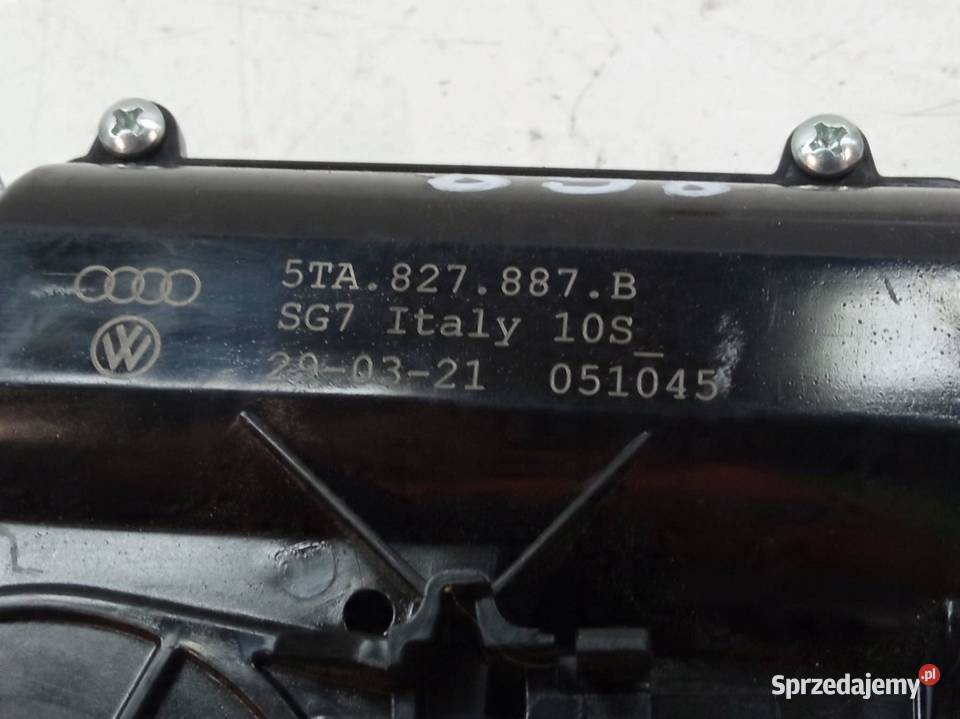 5TA.827.887.B
SG7 Italy 10S_
29-03-21 051045
Sprzedajemy.pl